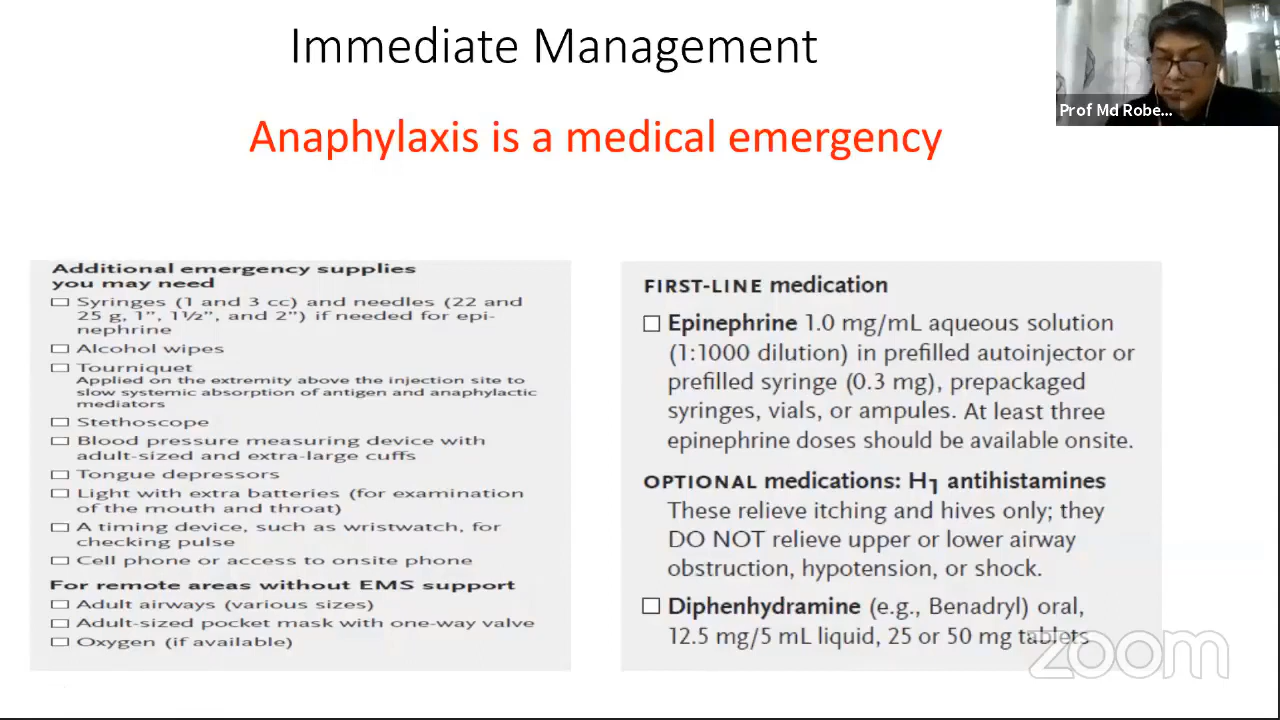 Immediate Management
Anaphylaxis is a medical emergency
Prof Md Robe...
Additional emergency supplies
you may need
☐ Syringes (1 and 3 cc) and needles (22 and
25 g, 1”, 1½”, and 2”) if needed for epi-
nephrine
☐ Alcohol wipes
☐ Tourniquet
Applied on the extremity above the injection site to
slow systemic absorption of antigen and anaphylactic
mediators
☐ Stethoscope
☐ Blood pressure measuring device with
adult-sized and extra-large cuffs
☐ Tongue depressors
☐ Light with extra batteries (for examination
of the mouth and throat)
☐ A timing device, such as wristwatch, for
checking pulse
☐ Cell phone or access to onsite phone
For remote areas without EMS support
☐ Adult airways (various sizes)
☐ Adult-sized pocket mask with one-way valve
☐ Oxygen (if available)
FIRST-LINE medication
☐ Epinephrine 1.0 mg/mL aqueous solution
(1:1000 dilution) in prefilled autoinjector or
prefilled syringe (0.3 mg), prepackaged
syringes, vials, or ampules. At least three
epinephrine doses should be available onsite.
OPTIONAL medications: H1 antihistamines
These relieve itching and hives only; they
DO NOT relieve upper or lower airway
obstruction, hypotension, or shock.
☐ Diphenhydramine (e.g., Benadryl) oral,
12.5 mg/5 mL liquid, 25 or 50 mg tablets
zoom